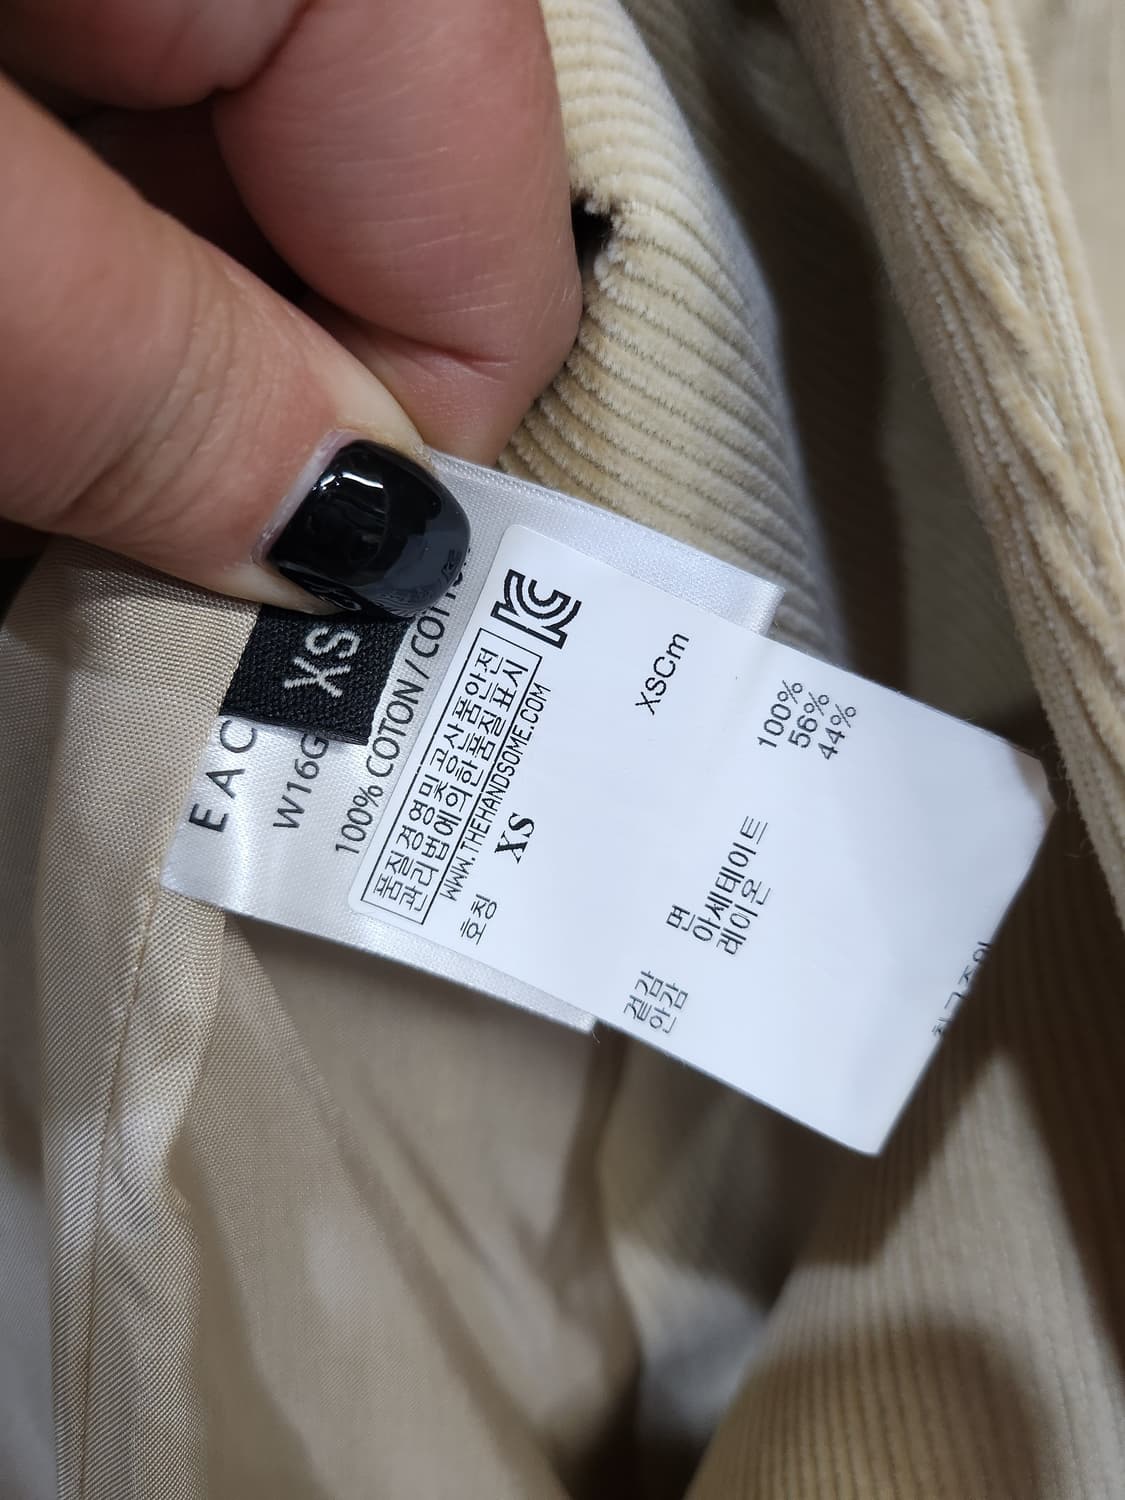 XS
EAC
W16G
100% COTON / COTTO
KC
품질경영및공산품안전
관리법에의한품질표시
WWW.THEHANDSOME.COM
호칭 XS XSCm
겉감 면 100%
안감 아세테이트 56%
레이온 44%